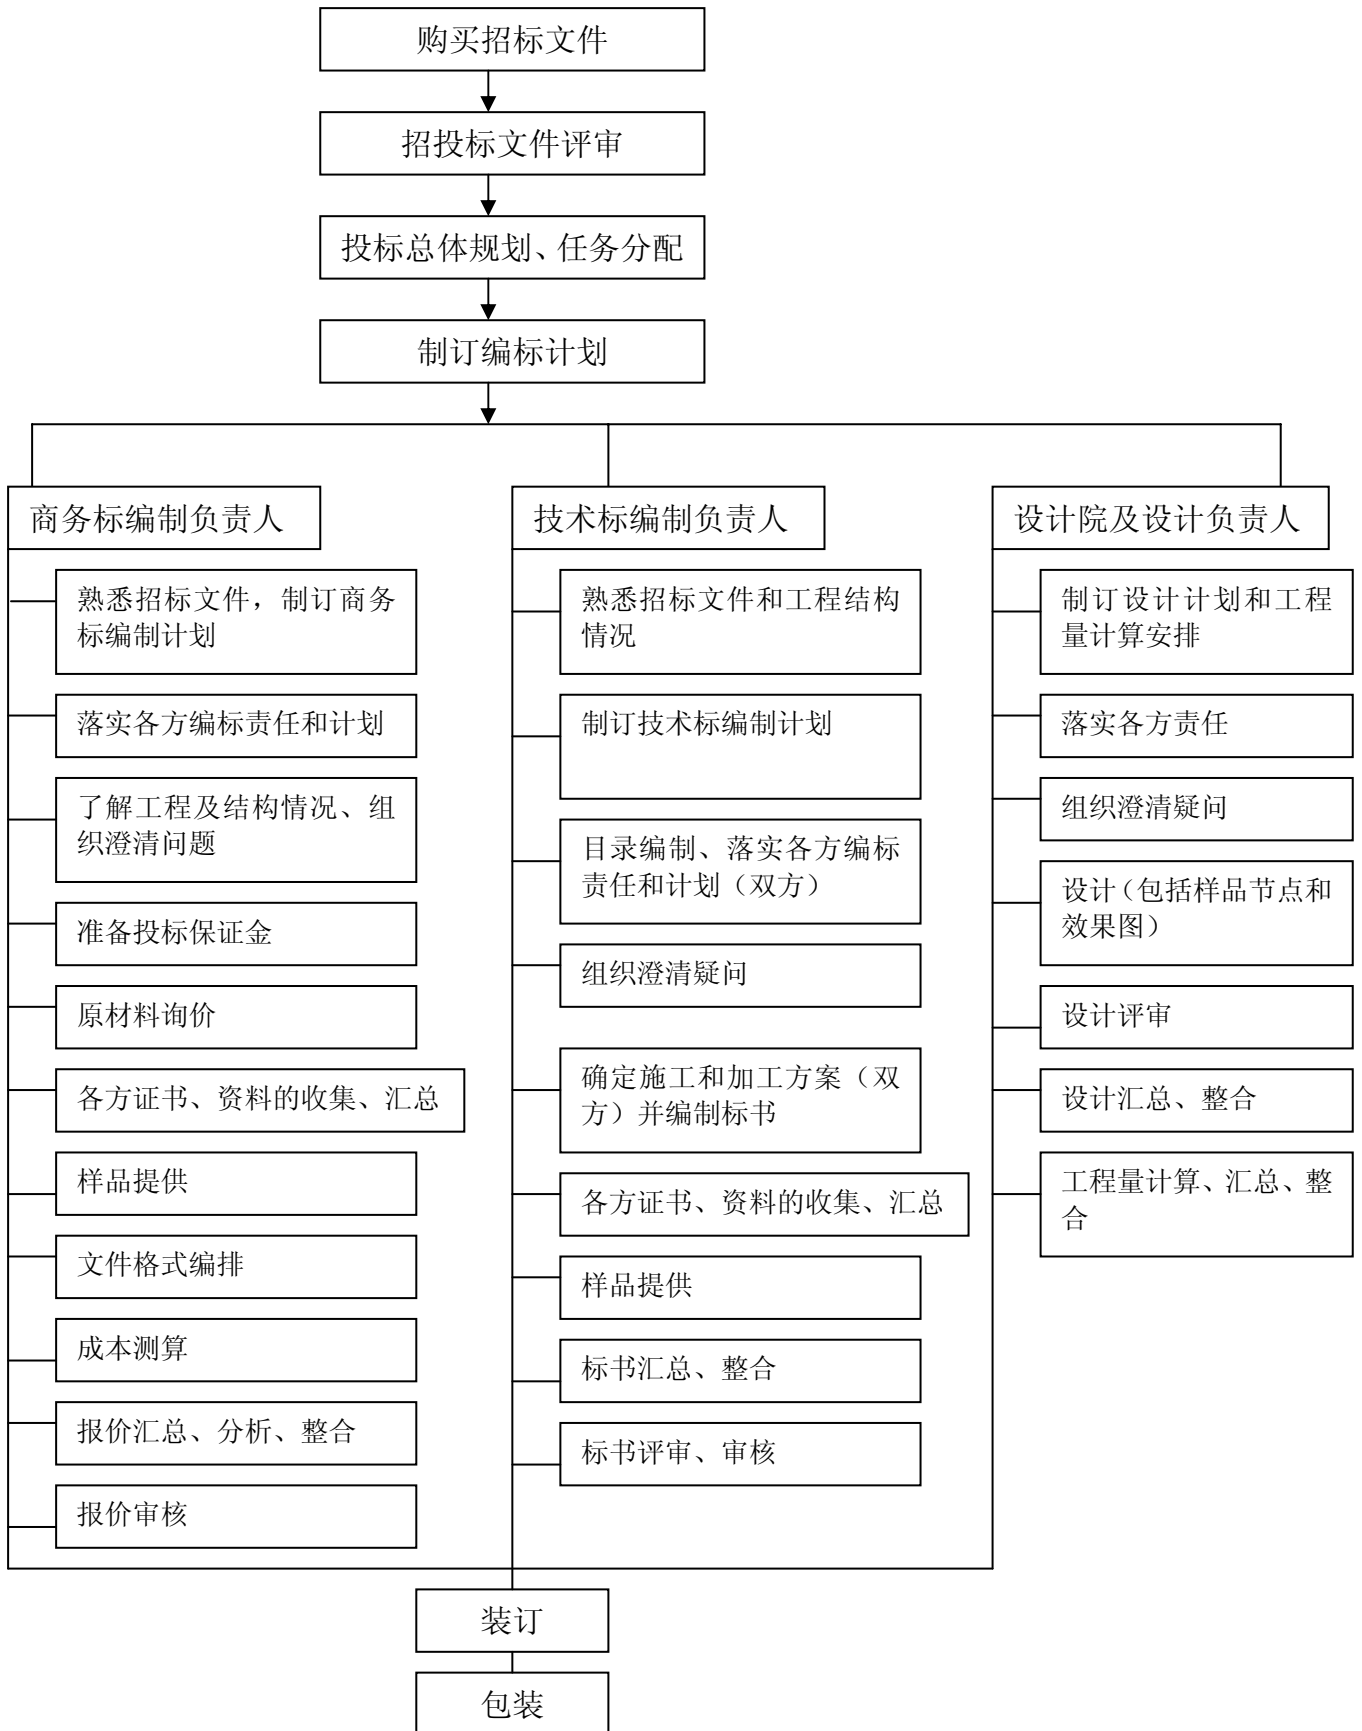 购买招标文件
招投标文件评审
投标总体规划、任务分配
制订编标计划
商务标编制负责人
熟悉招标文件，制订商务
标编制计划
落实各方编标责任和计划
了解工程及结构情况、组
织澄清问题
准备投标保证金
原材料询价
各方证书、资料的收集、汇总
样品提供
文件格式编排
成本测算
报价汇总、分析、整合
报价审核
技术标编制负责人
熟悉招标文件和工程结构
情况
制订技术标编制计划
目录编制、落实各方编标
责任和计划（双方）
组织澄清疑问
确定施工和加工方案（双
方）并编制标书
各方证书、资料的收集、汇总
样品提供
标书汇总、整合
标书评审、审核
设计院及设计负责人
制订设计计划和工程
量计算安排
落实各方责任
组织澄清疑问
设计（包括样品节点和
效果图）
设计评审
设计汇总、整合
工程量计算、汇总、整
合
装订
包装